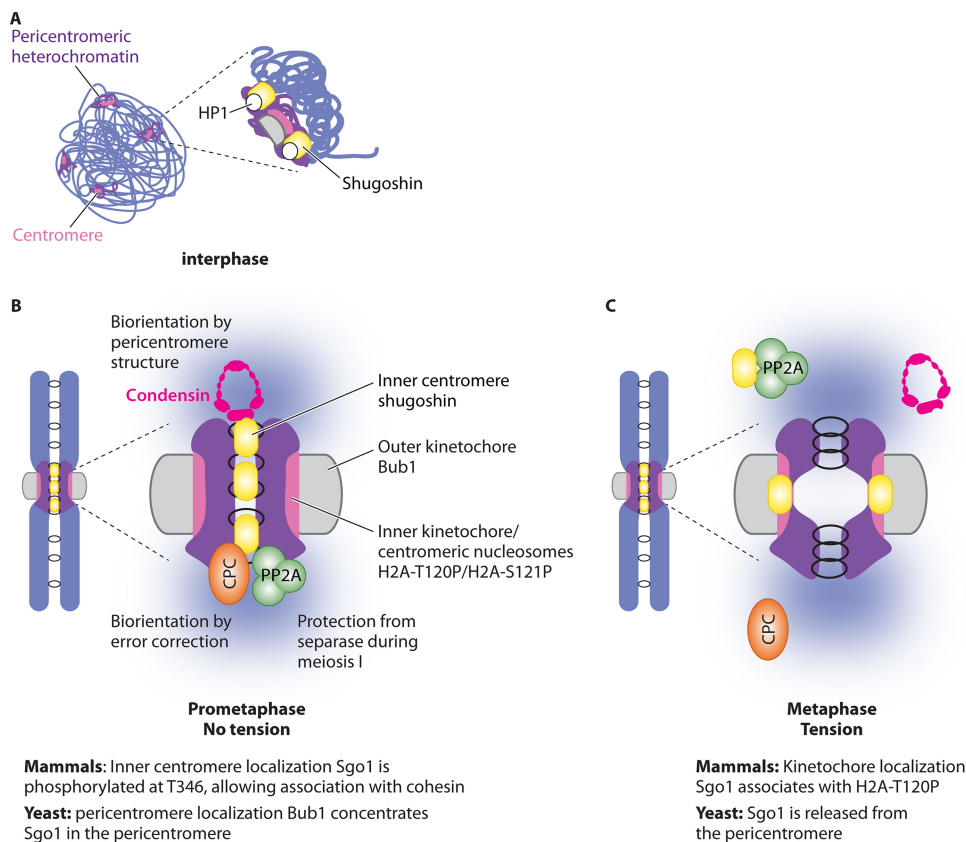 A
Pericentromeric
heterochromatin
HP1
Shugoshin
Centromere
interphase
B
Biorientation by
pericentromere
structure
Condensin
Inner centromere
shugoshin
Outer kinetochore
Bub1
Inner kinetochore/
centromeric nucleosomes
H2A-T120P/H2A-S121P
CPC
PP2A
Biorientation by
error correction
Protection from
separase during
meiosis I
Prometaphase
No tension
Mammals: Inner centromere localization Sgo1 is
phosphorylated at T346, allowing association with cohesin
Yeast: pericentromere localization Bub1 concentrates
Sgo1 in the pericentromere
C
PP2A
CPC
Metaphase
Tension
Mammals: Kinetochore localization
Sgo1 associates with H2A-T120P
Yeast: Sgo1 is released from
the pericentromere